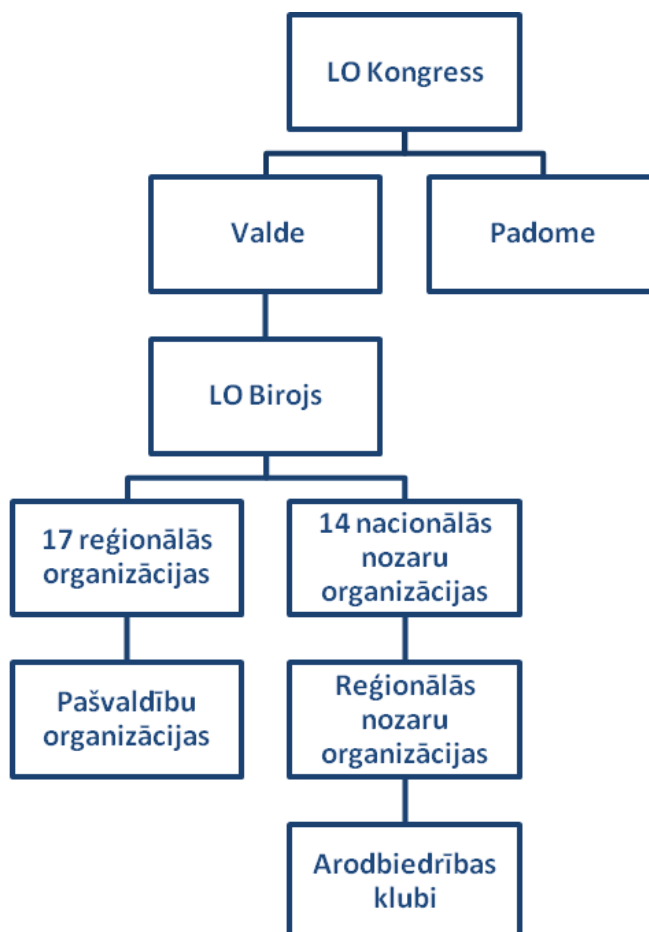 LO Kongress
Valde
Padome
LO Birojs
17 reģionālās
organizācijas
14 nacionālās
nozaru
organizācijas
Pašvaldību
organizācijas
Reģionālās
nozaru
organizācijas
Arodbiedrības
klubi